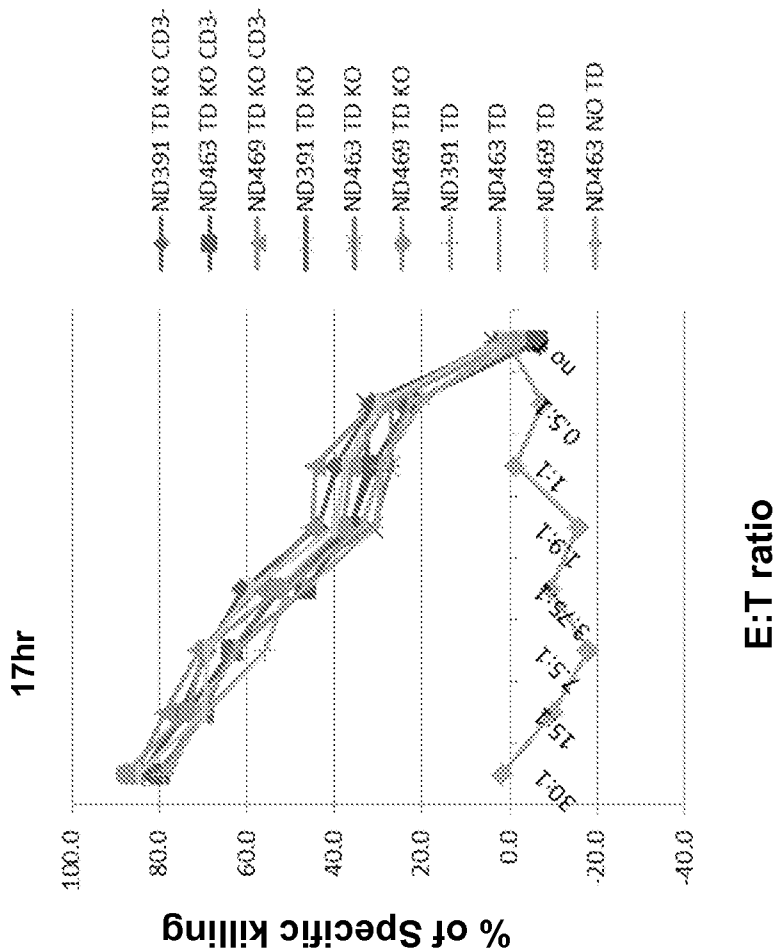 17hr
% of Specific killing
100.0
80.0
60.0
40.0
20.0
0.0
-20.0
-40.0
30:1
15:1
7.5:1
3.75:1
1.9:1
1:1
0.5:1
no
E:T ratio
ND391 TD KO CD3-
ND463 TD KO CD3-
ND469 TD KO CD3-
ND391 TD KO
ND463 TD KO
ND469 TD KO
ND391 TD
ND463 TD
ND469 TD
ND463 NO TD